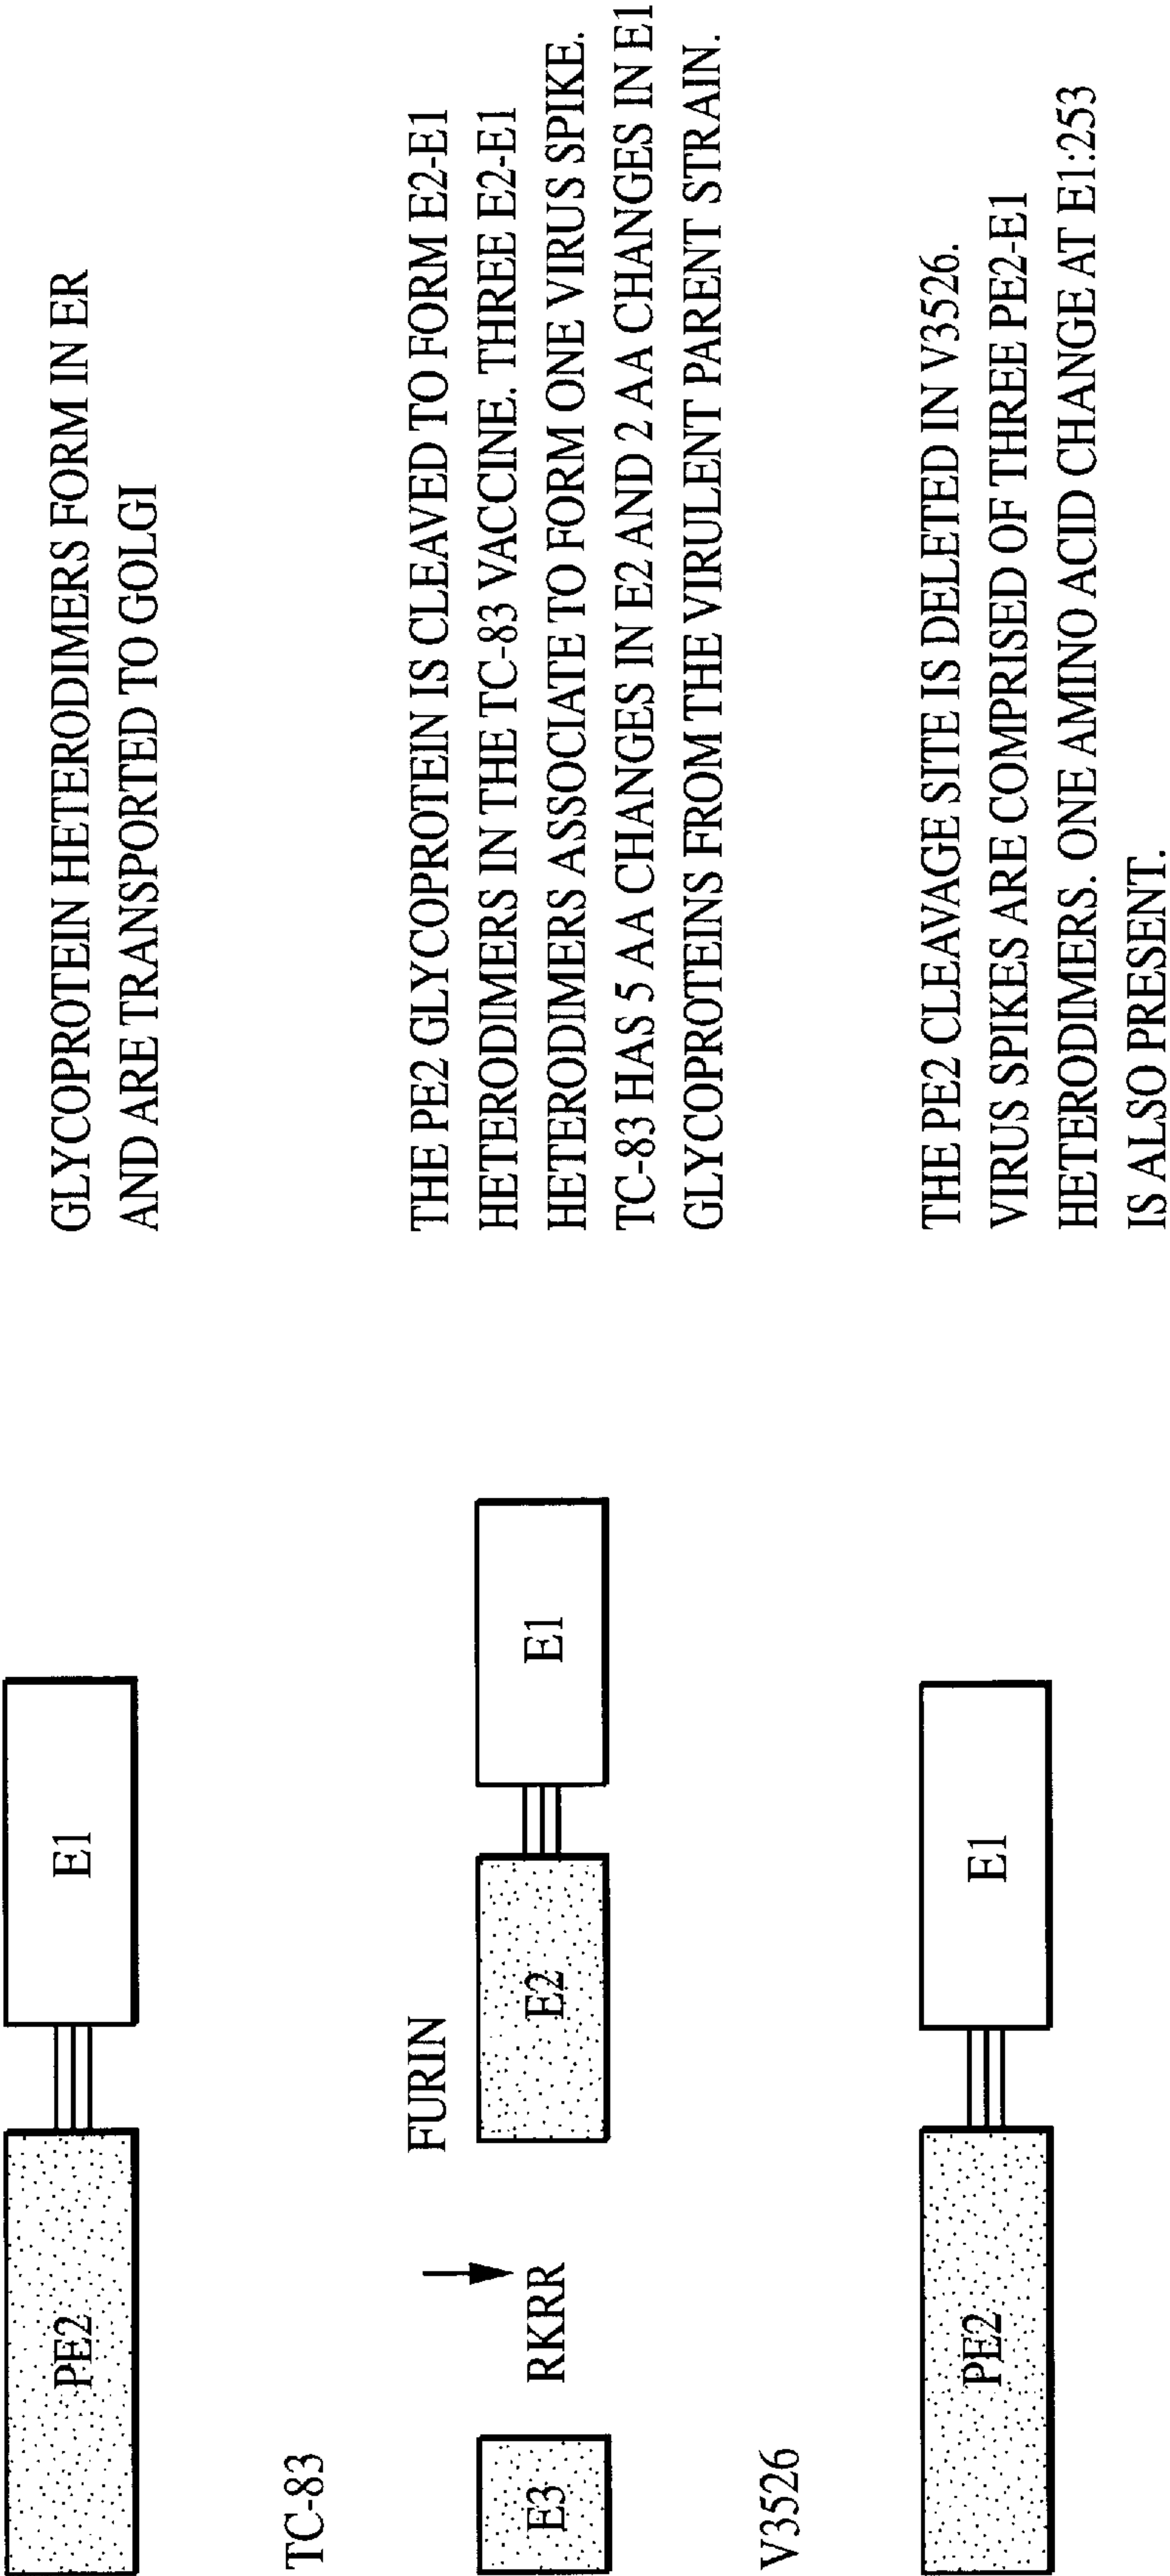 PE2
E1
GLYCOPROTEIN HETERODIMERS FORM IN ER
AND ARE TRANSPORTED TO GOLGI
TC-83
E3
RKRR
FURIN
E2
E1
THE PE2 GLYCOPROTEIN IS CLEAVED TO FORM E2-E1
HETERODIMERS IN THE TC-83 VACCINE. THREE E2-E1
HETERODIMERS ASSOCIATE TO FORM ONE VIRUS SPIKE.
TC-83 HAS 5 AA CHANGES IN E2 AND 2 AA CHANGES IN E1
GLYCOPROTEINS FROM THE VIRULENT PARENT STRAIN.
V3526
PE2
E1
THE PE2 CLEAVAGE SITE IS DELETED IN V3526.
VIRUS SPIKES ARE COMPRISED OF THREE PE2-E1
HETERODIMERS. ONE AMINO ACID CHANGE AT E1:253
IS ALSO PRESENT.